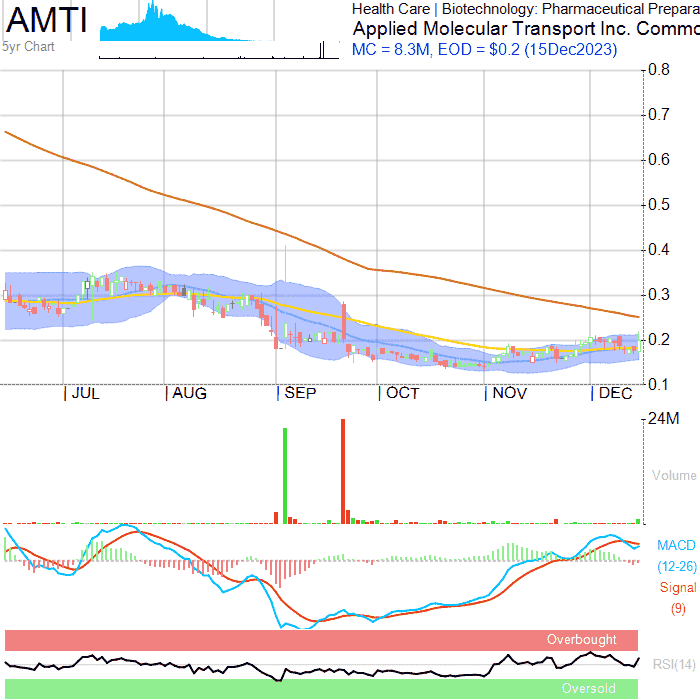 AMTI
5yr Chart
Health Care | Biotechnology: Pharmaceutical Prepara
Applied Molecular Transport Inc. Commo
MC = 8.3M, EOD = $0.2 (15Dec2023)
0.8
0.7
0.6
0.5
0.4
0.3
0.2
0.1
JUL AUG SEP OCT NOV DEC
24M
Volume
MACD
(12-26)
Signal
(9)
Overbought
RSI(14)
Oversold